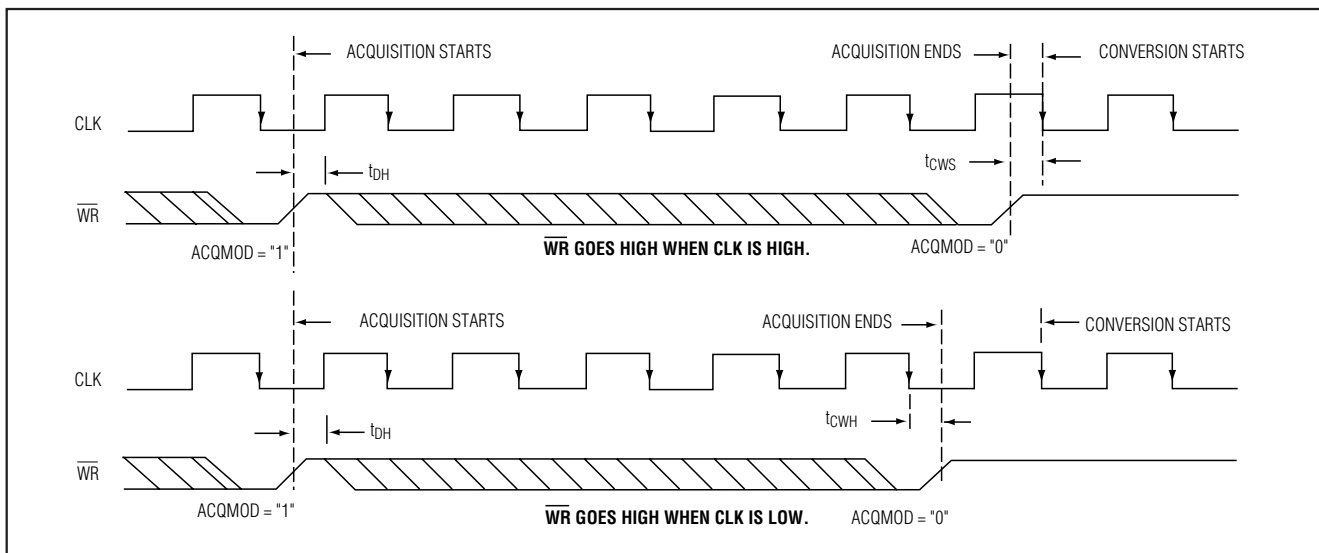 ACQUISITION STARTS
ACQUISITION ENDS
CONVERSION STARTS
CLK
tCWS
tDH
WR
ACQMOD = "1"
WR GOES HIGH WHEN CLK IS HIGH.
ACQMOD = "0"
ACQUISITION STARTS
ACQUISITION ENDS
CONVERSION STARTS
CLK
tCWH
tDH
WR
ACQMOD = "1"
WR GOES HIGH WHEN CLK IS LOW.
ACQMOD = "0"